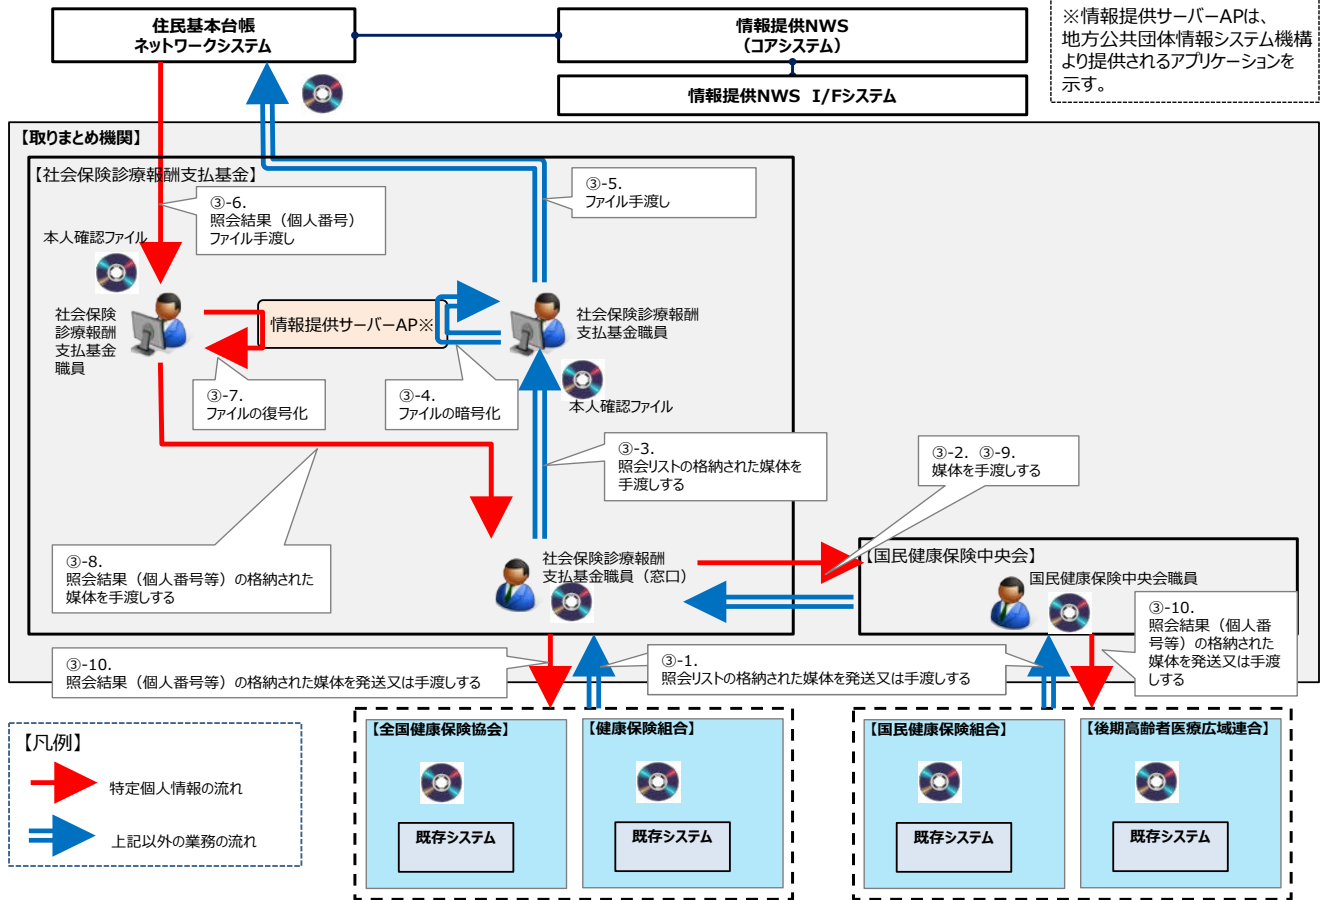 住民基本台帳
ネットワークシステム
情報提供NWS
（コアシステム）
情報提供NWS I/Fシステム
※情報提供サーバーAPは、
地方公共団体情報システム機構
より提供されるアプリケーションを
示す。
【取りまとめ機関】
【社会保険診療報酬支払基金】
③-6.
照会結果（個人番号）
ファイル手渡し
③-5.
ファイル手渡し
本人確認ファイル
社会保険
診療報酬
支払基金
職員
情報提供サーバーAP※
社会保険診療報酬
支払基金職員
③-7.
ファイルの復号化
③-4.
ファイルの暗号化
本人確認ファイル
③-3.
照会リストの格納された媒体を
手渡しする
③-2. ③-9.
媒体を手渡しする
③-8.
照会結果（個人番号等）の格納された
媒体を手渡しする
社会保険診療報酬
支払基金職員（窓口）
【国民健康保険中央会】
国民健康保険中央会職員
③-10.
照会結果（個人番
号等）の格納された
媒体を発送又は手渡
しする
③-10.
照会結果（個人番号等）の格納された媒体を発送又は手渡しする
③-1.
照会リストの格納された媒体を発送又は手渡しする
【凡例】
特定個人情報の流れ
上記以外の業務の流れ
【全国健康保険協会】
既存システム
【健康保険組合】
既存システム
【国民健康保険組合】
既存システム
【後期高齢者医療広域連合】
既存システム